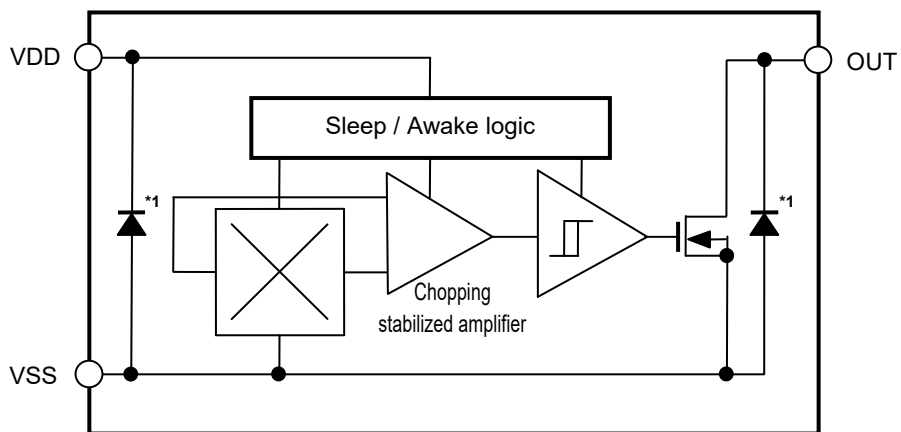 VDD
OUT
Sleep / Awake logic
*1
*1
Chopping
stabilized amplifier
VSS